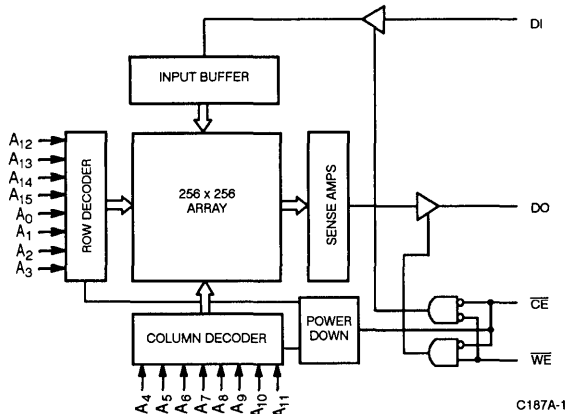 DI
INPUT BUFFER
A12
A13
A14
A15
A0
A1
A2
A3
ROW DECODER
256 x 256
ARRAY
SENSE AMPS
DO
COLUMN DECODER
POWER
DOWN
CE
WE
A4
A5
A6
A7
A8
A9
A10
A11
C187A-1